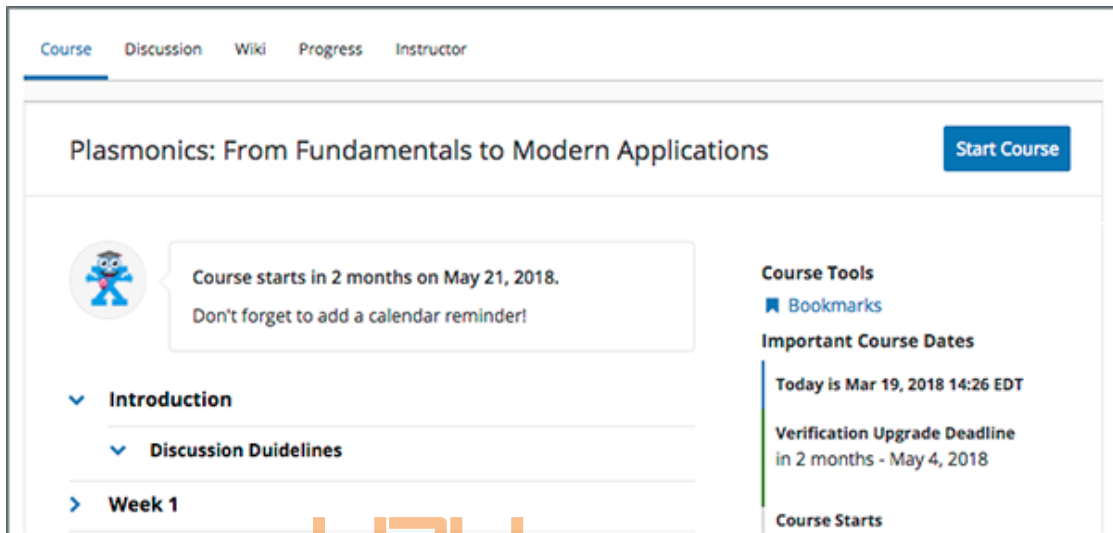 Course Discussion Wiki Progress Instructor
Plasmonics: From Fundamentals to Modern Applications
Start Course
Course starts in 2 months on May 21, 2018.
Don't forget to add a calendar reminder!
Introduction
Discussion Duidelines
Week 1
Course Tools
Bookmarks
Important Course Dates
Today is Mar 19, 2018 14:26 EDT
Verification Upgrade Deadline
in 2 months - May 4, 2018
Course Starts